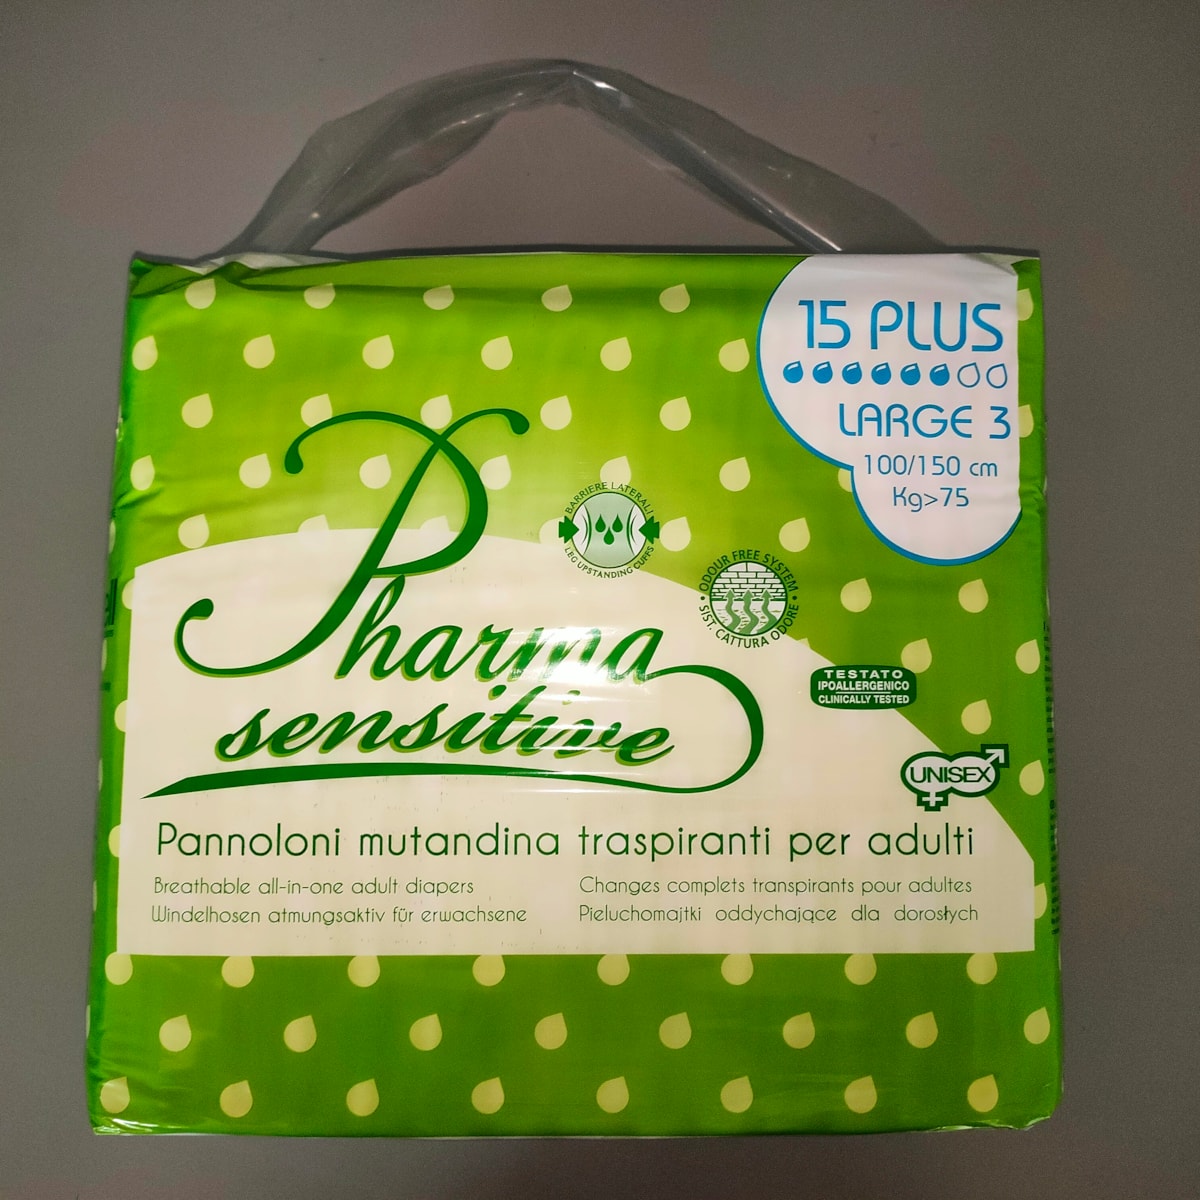 15 PLUS
LARGE 3
100/150 cm
Kg>75
Pharma
sensitive
BARRIERE LATERALI
LEG UPSTANDING CUFFS
ODOUR FREE SYSTEM
SIST. CATTURA ODORE
TESTATO
IPOALLERGENICO
CLINICALLY TESTED
UNISEX
Pannoloni mutandina traspiranti per adulti
Breathable all-in-one adult diapers
Windelhosen atmungsaktiv für erwachsene
Changes complets transpirants pour adultes
Pieluchomajtki oddychające dla dorosłych